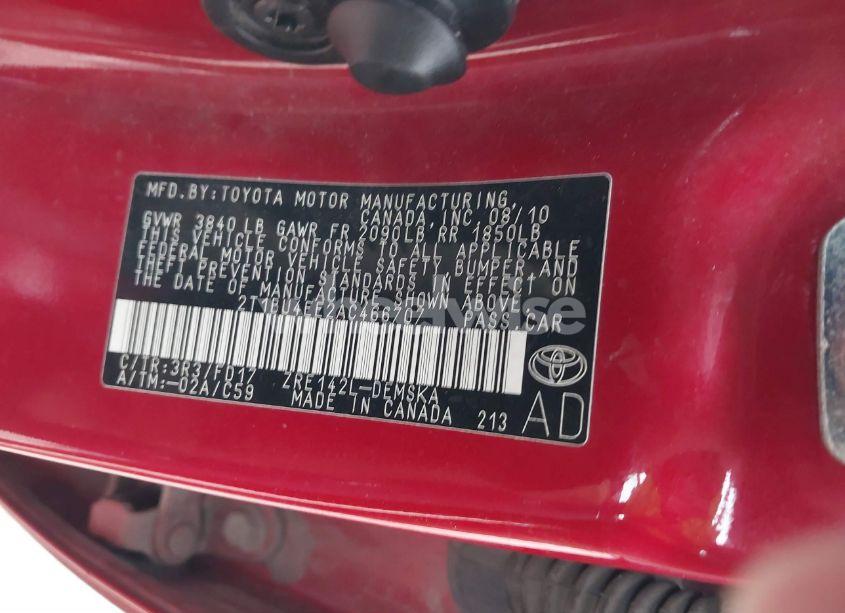 MFD.BY:TOYOTA MOTOR MANUFACTURING,
CANADA,INC. 08/10
GVWR 3840 LB GAWR FR 2090LB RR 1850LB
THIS VEHICLE CONFORMS TO ALL APPLICABLE
FEDERAL MOTOR VEHICLE SAFETY BUMPER, AND
THEFT PREVENTION STANDARDS IN EFFECT ON
THE DATE OF MANUFACTURE SHOWN ABOVE.
PASS.CAR
C/TR:3R3/FD17 ZRE142L-DEMSKA
A/TM:-02A/C59 MADE IN CANADA 213
AD